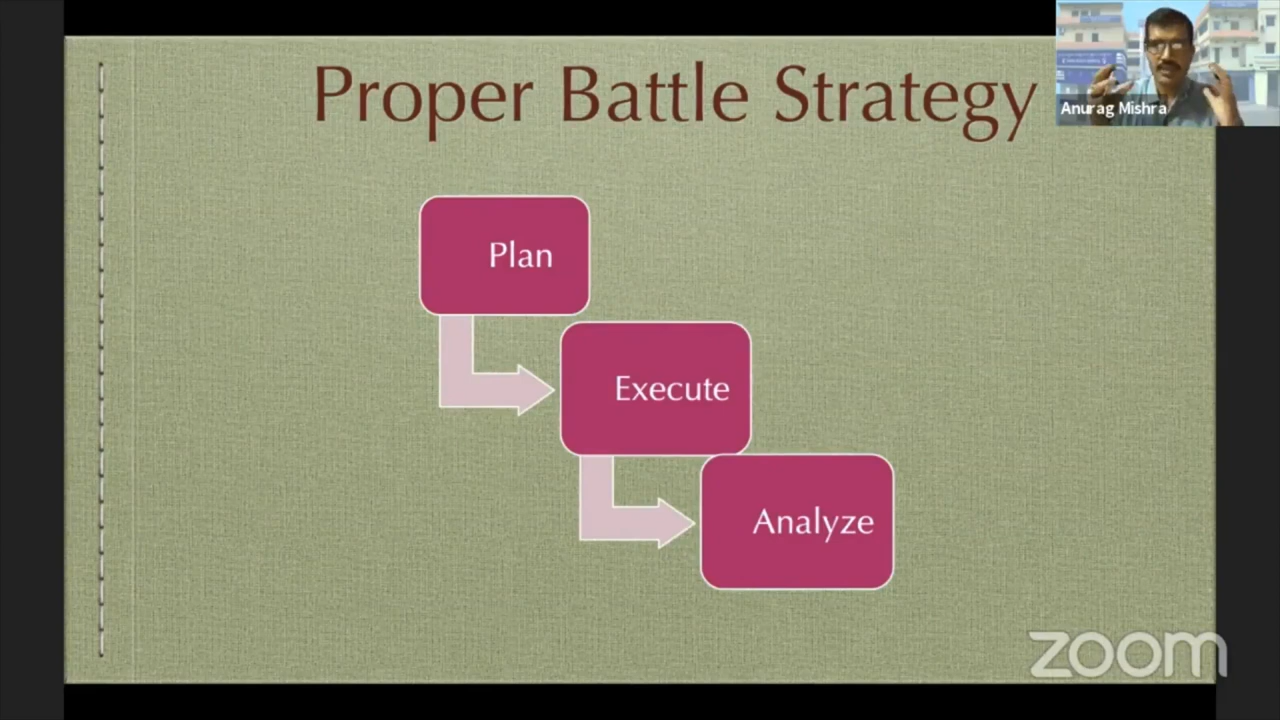 Proper Battle Strategy
Anurag Mishra
Plan
Execute
Analyze
zoom